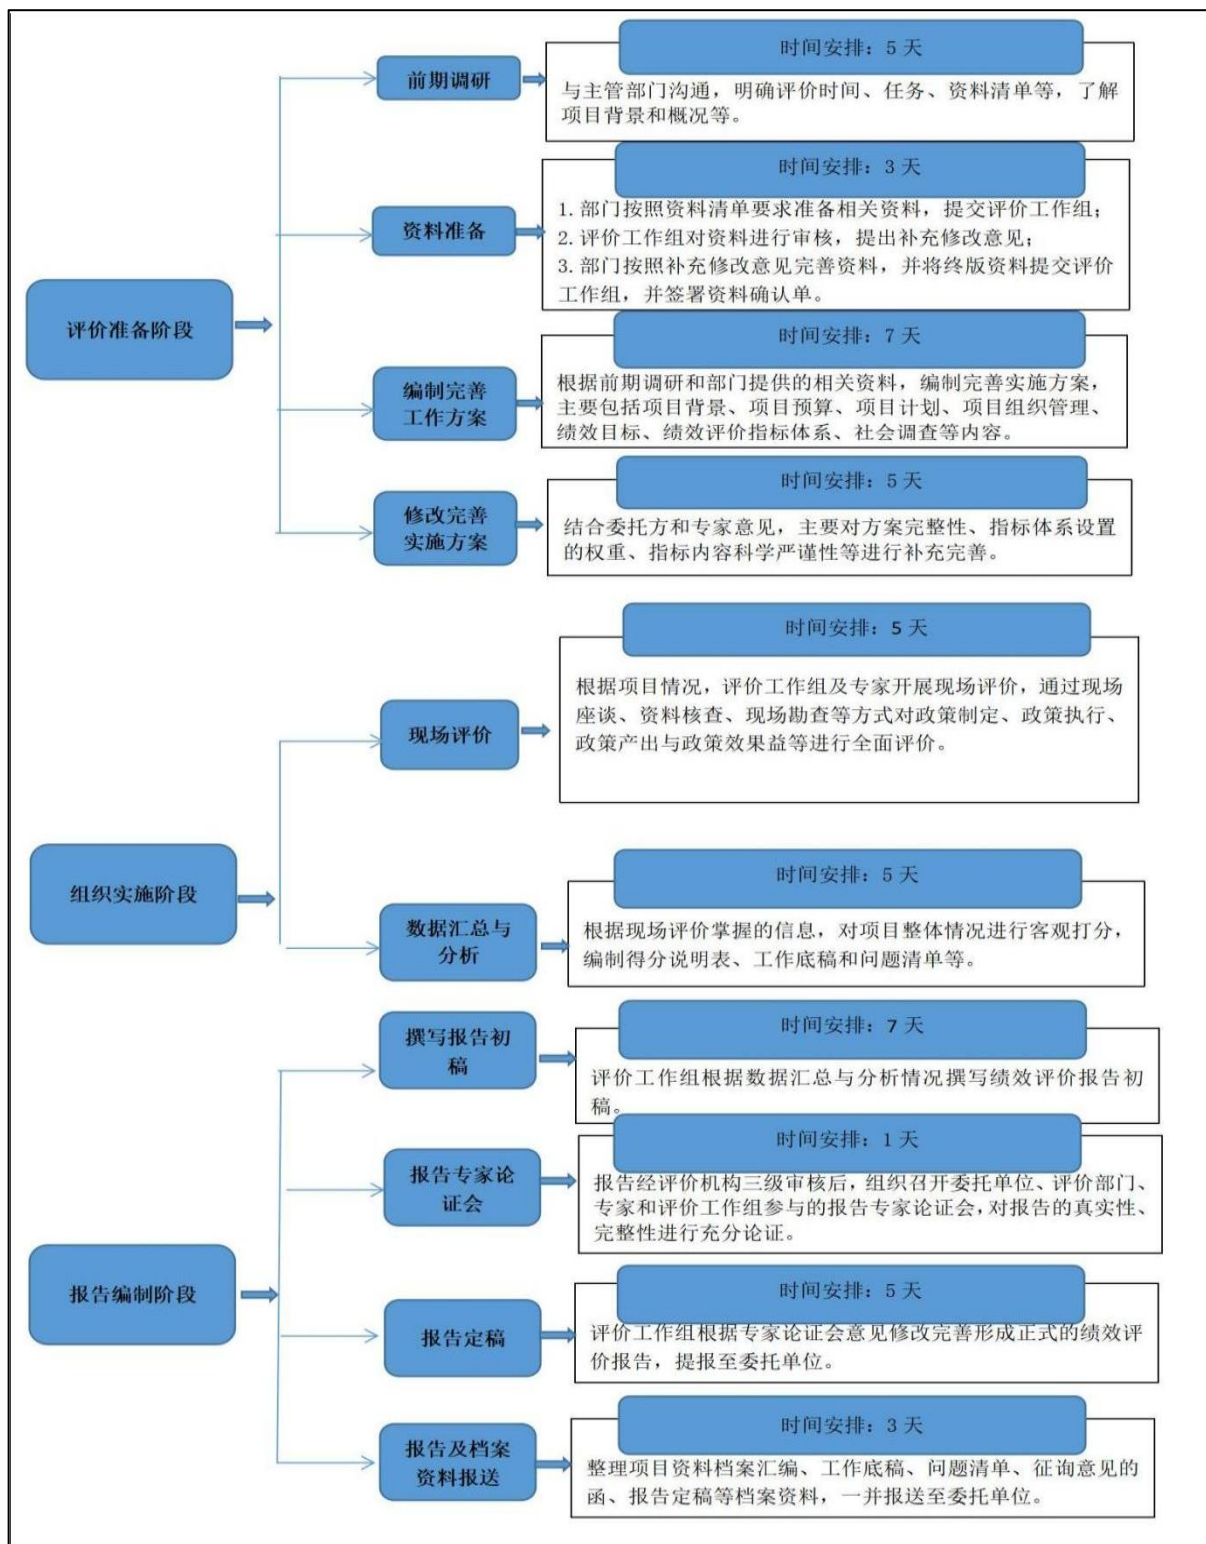 时间安排：5 天
前期调研
与主管部门沟通，明确评价时间、任务、资料清单等，了解
项目背景和概况等。
时间安排：3 天
资料准备
1. 部门按照资料清单要求准备相关资料，提交评价工作组；
2. 评价工作组对资料进行审核，提出补充修改意见；
3. 部门按照补充修改意见完善资料，并将终版资料提交评价
工作组，并签署资料确认单。
评价准备阶段
时间安排：7 天
编制完善
工作方案
根据前期调研和部门提供的相关资料，编制完善实施方案，
主要包括项目背景、项目预算、项目计划、项目组织管理、
绩效目标、绩效评价指标体系、社会调查等内容。
时间安排：5 天
修改完善
实施方案
结合委托方和专家意见，主要对方案完整性、指标体系设置
的权重、指标内容科学严谨性等进行补充完善。
时间安排：5 天
现场评价
根据项目情况，评价工作组及专家开展现场评价，通过现场
座谈、资料核查、现场勘查等方式对政策制定、政策执行、
政策产出与政策效果益等进行全面评价。
组织实施阶段
时间安排：5 天
数据汇总与
分析
根据现场评价掌握的信息，对项目整体情况进行客观打分，
编制得分说明表、工作底稿和问题清单等。
时间安排：7 天
撰写报告初
稿
评价工作组根据数据汇总与分析情况撰写绩效评价报告初
稿。
时间安排：1 天
报告专家论
证会
报告经评价机构三级审核后，组织召开委托单位、评价部门、
专家和评价工作组参与的报告专家论证会，对报告的真实性、
完整性进行充分论证。
报告编制阶段
时间安排：5 天
报告定稿
评价工作组根据专家论证会意见修改完善形成正式的绩效评
价报告，提报至委托单位。
时间安排：3 天
报告及档案
资料报送
整理项目资料档案汇编、工作底稿、问题清单、征询意见的
函、报告定稿等档案资料，一并报送至委托单位。